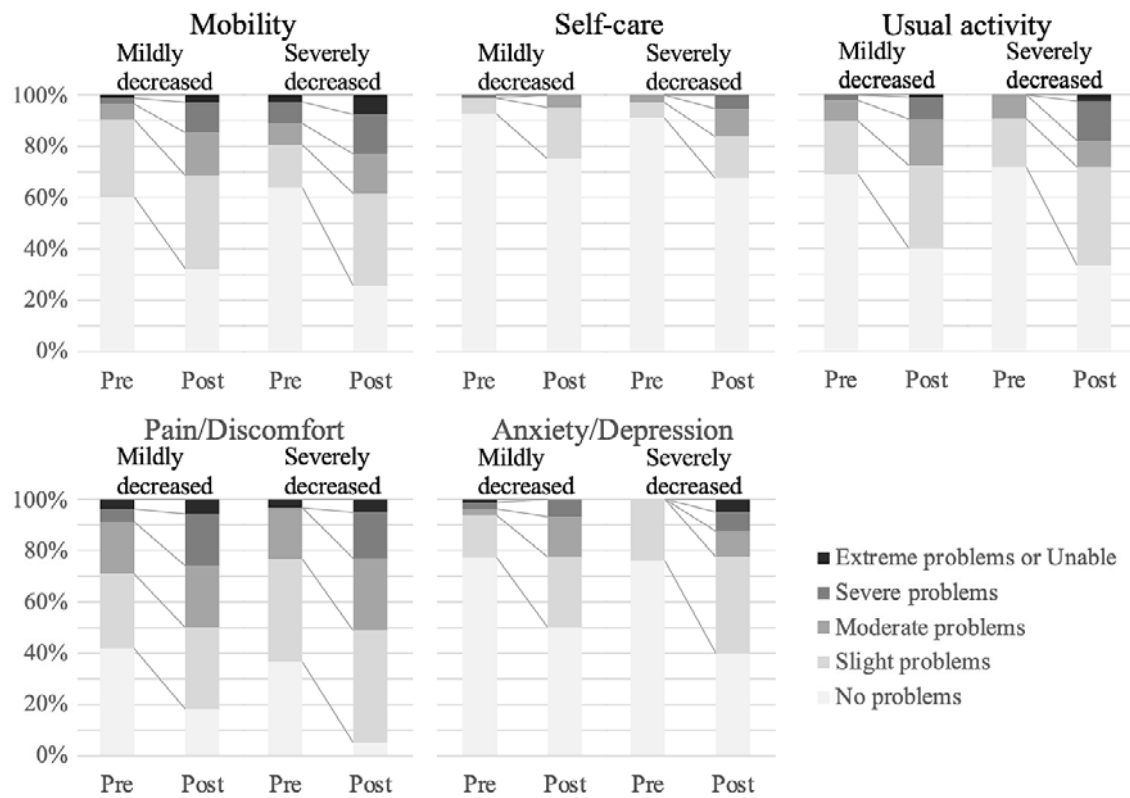 Mobility
Mildly decreased
Severely decreased
100%
80%
60%
40%
20%
0%
Pre
Post
Pre
Post
Self-care
Mildly decreased
Severely decreased
Pre
Post
Pre
Post
Usual activity
Mildly decreased
Severely decreased
Pre
Post
Pre
Post
Pain/Discomfort
Mildly decreased
Severely decreased
100%
80%
60%
40%
20%
0%
Pre
Post
Pre
Post
Anxiety/Depression
Mildly decreased
Severely decreased
Pre
Post
Pre
Post
Extreme problems or Unable
Severe problems
Moderate problems
Slight problems
No problems